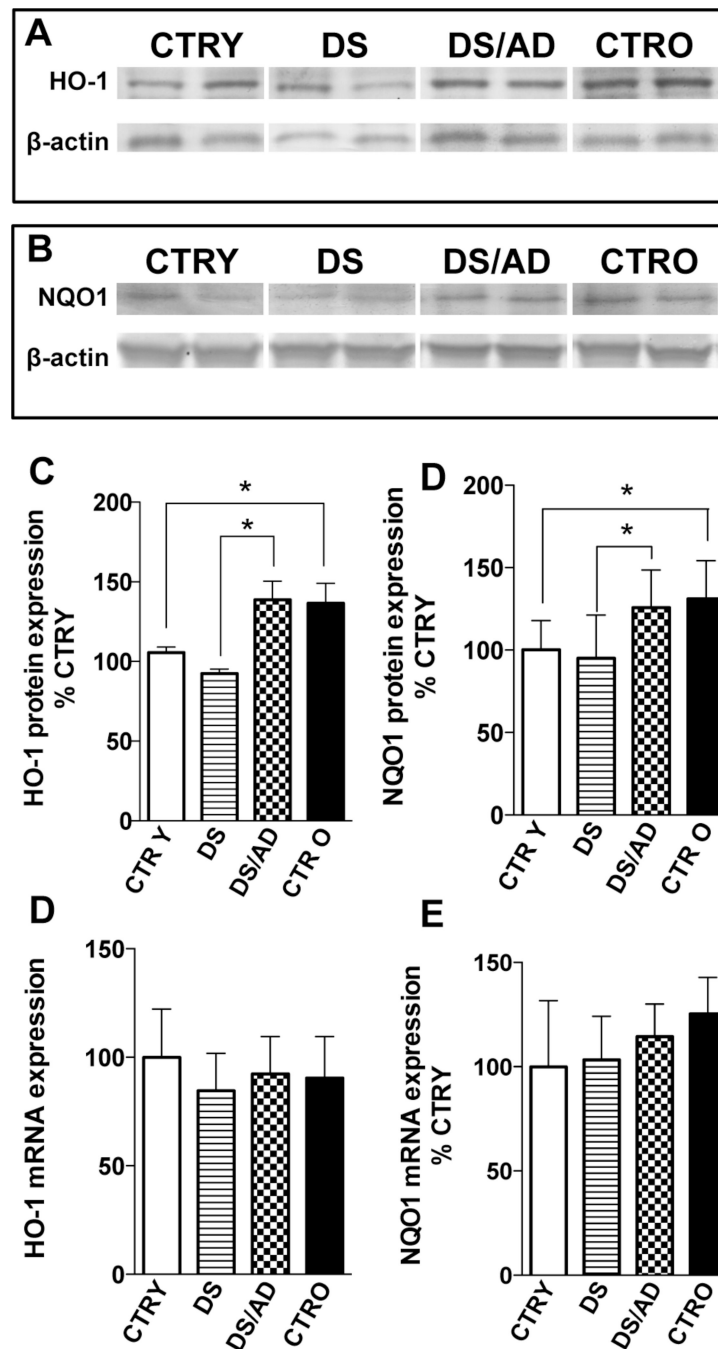 A
CTRY DS DS/AD CTRO
HO-1
β-actin
B
CTRY DS DS/AD CTRO
NQO1
β-actin
C
HO-1 protein expression
% CTRY
200
150
100
50
0
*
*
CTR Y
DS
DS/AD
CTR O
D
NQO1 protein expression
% CTRY
200
150
100
50
0
*
*
CTR Y
DS
DS/AD
CTR O
D
HO-1 mRNA expression
150
100
50
0
CTRY
DS
DS/AD
CTRO
E
NQO1 mRNA expression
% CTRY
150
100
50
0
CTRY
DS
DS/AD
CTRO